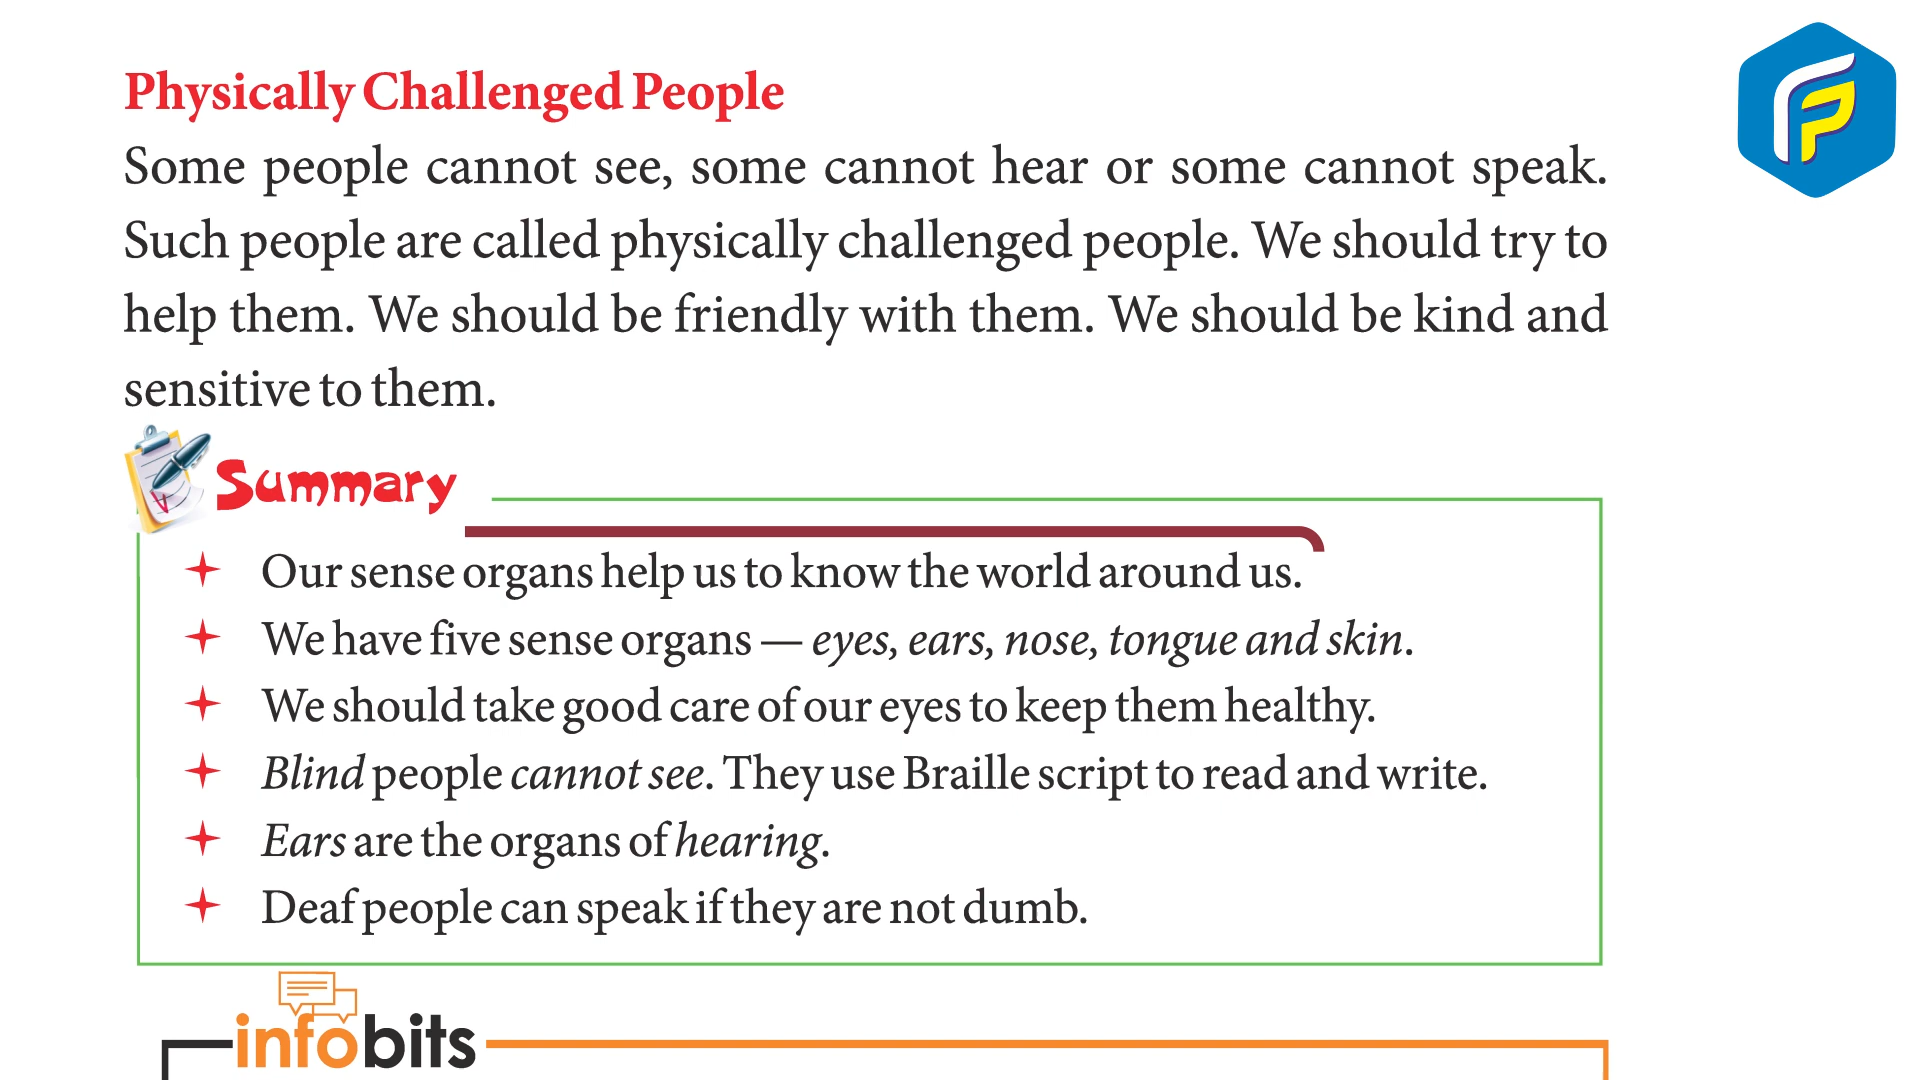 Physically Challenged People
Some people cannot see, some cannot hear or some cannot speak.
Such people are called physically challenged people. We should try to
help them. We should be friendly with them. We should be kind and
sensitive to them.
Summary
Our sense organs help us to know the world around us.
We have five sense organs — eyes, ears, nose, tongue and skin.
We should take good care of our eyes to keep them healthy.
Blind people cannot see. They use Braille script to read and write.
Ears are the organs of hearing.
Deaf people can speak if they are not dumb.
infobits